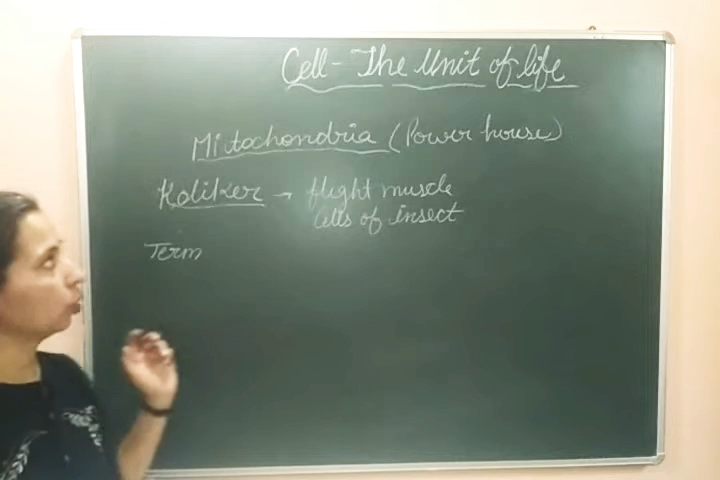 Cell - The Unit of life
Mitochondria (Power house)
Koliker → flight muscle
Cells of insect
Term